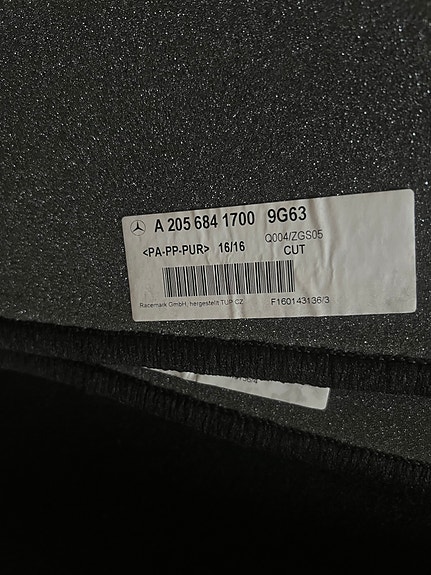 A 205 684 1700 9G63
Q004/ZGS05
<PA-PP-PUR> 16/16 CUT
Racemark GmbH, hergestellt TUP CZ F160143136/3